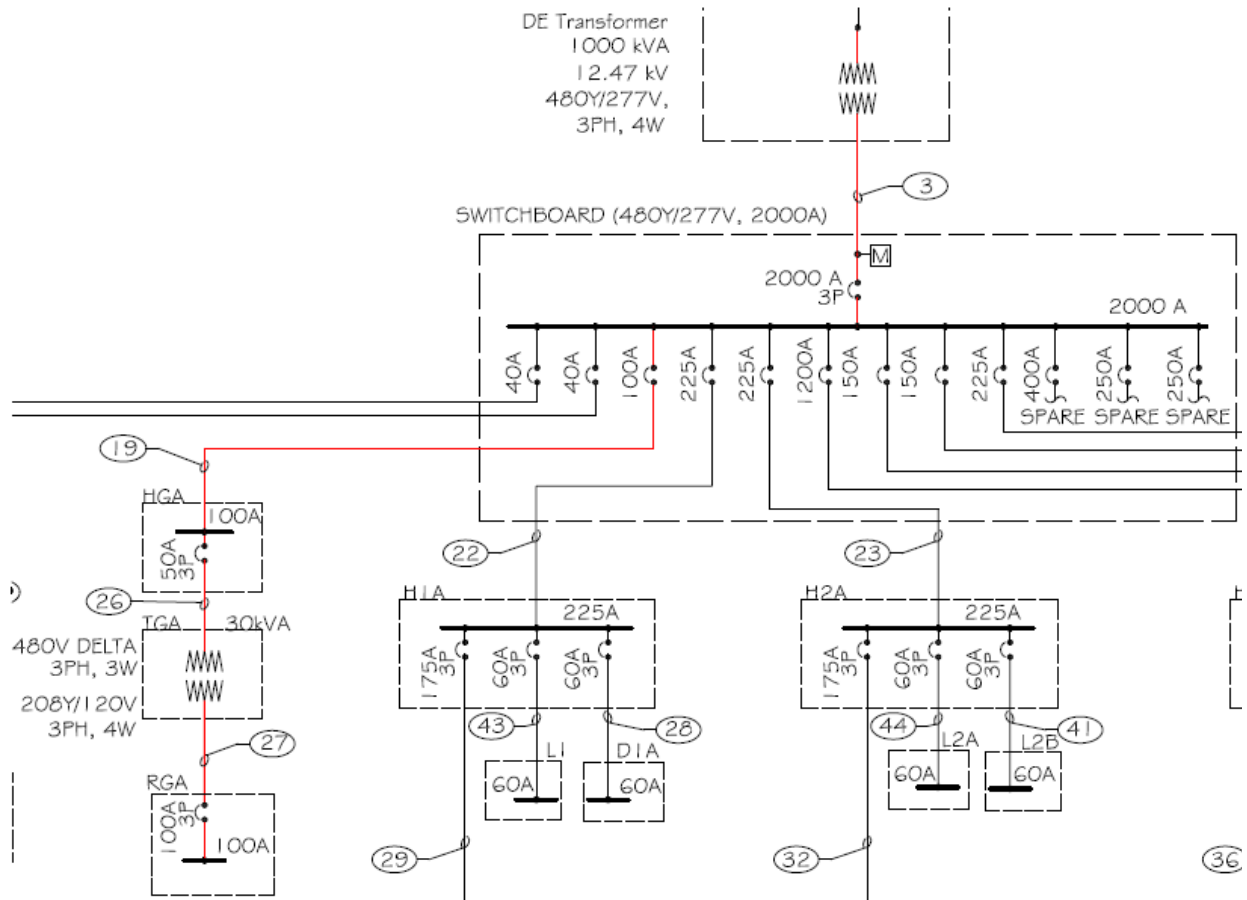 DE Transformer
1000 kVA
12.47 kV
480Y/277V,
3PH, 4W
3
SWITCHBOARD (480Y/277V, 2000A)
M
2000 A
3P
2000 A
40A
40A
100A
225A
225A
1200A
150A
150A
225A
400A
250A
250A
SPARE
SPARE
SPARE
19
HGA
100A
50A
3P
22
23
26
TGA
30kVA
480V DELTA
3PH, 3W
208Y/120V
3PH, 4W
27
RGA
100A
3P
100A
H1A
225A
175A
3P
60A
3P
60A
3P
43
28
L1
D1A
60A
60A
29
H2A
225A
175A
3P
60A
3P
60A
3P
44
41
L2A
L2B
60A
60A
32
36